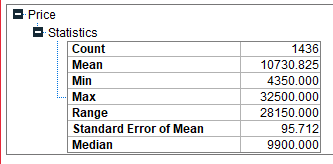 Price
Statistics
Count 1436
Mean 10730.825
Min 4350.000
Max 32500.000
Range 28150.000
Standard Error of Mean 95.712
Median 9900.000